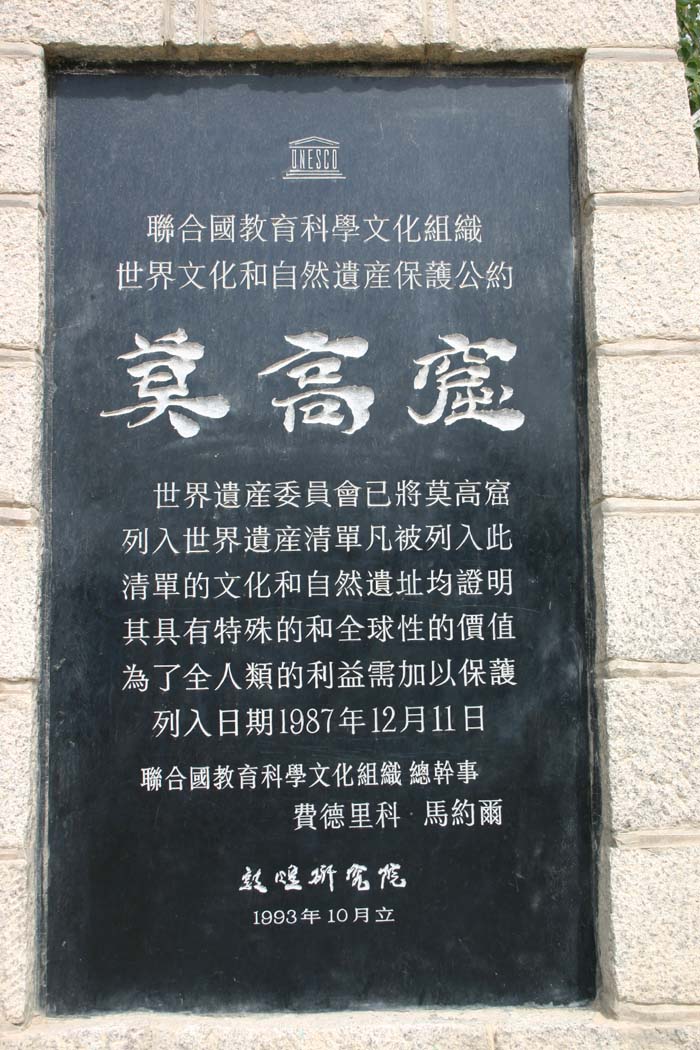 UNESCO
聯合國教育科學文化組織
世界文化和自然遺産保護公約
莫高窟
世界遺産委員會已將莫高窟
列入世界遺産清單凡被列入此
清單的文化和自然遺址均證明
其具有特殊的和全球性的價值
為了全人類的利益需加以保護
列入日期1987年12月11日
聯合國教育科學文化組織 總幹事
費德里科 馬約爾
敦煌研究院
1993年10月立